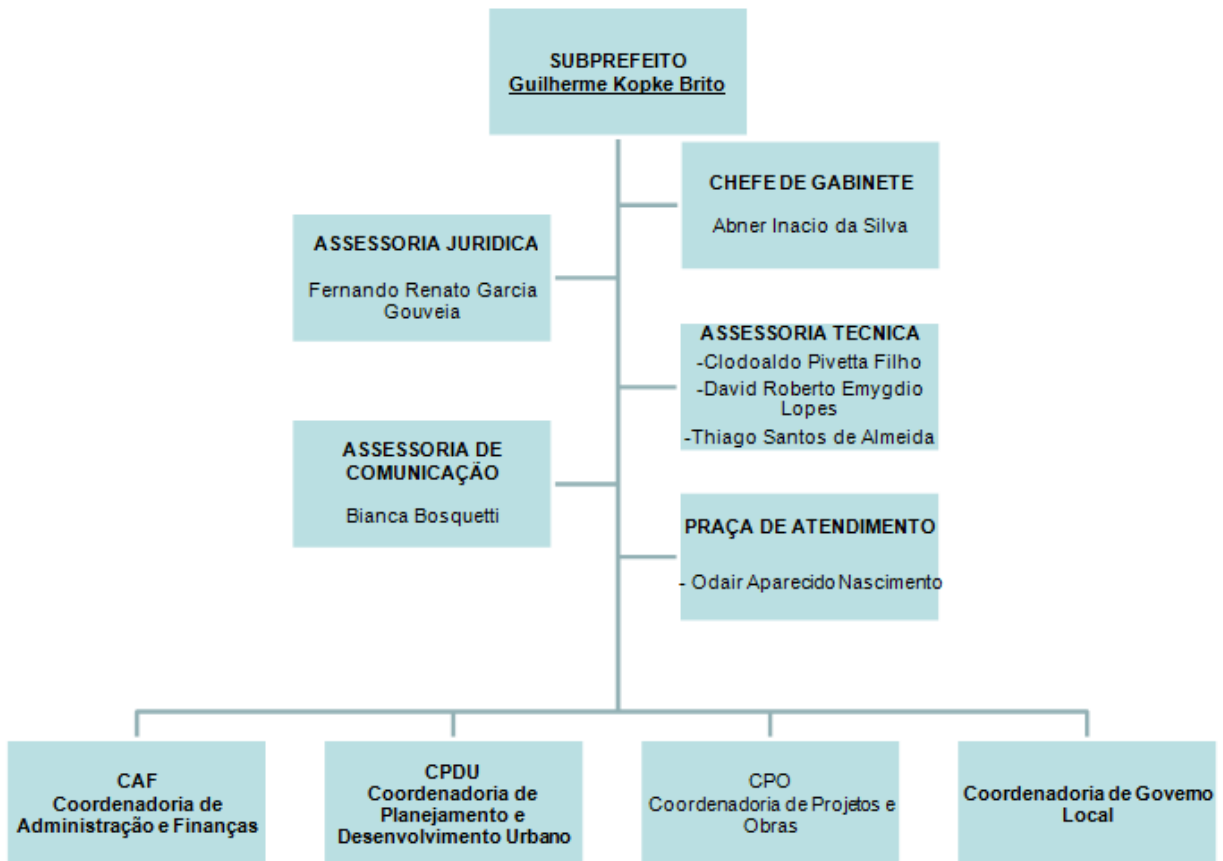 SUBPREFEITO
Guilherme Kopke Brito
CHEFE DE GABINETE
Abner Inacio da Silva
ASSESSORIA JURIDICA
Fernando Renato Garcia
Gouveia
ASSESSORIA TECNICA
-Clodoaldo Pivetta Filho
-David Roberto Emygdio
Lopes
-Thiago Santos de Almeida
ASSESSORIA DE
COMUNICAÇÃO
Bianca Bosquetti
PRAÇA DE ATENDIMENTO
- Odair Aparecido Nascimento
CAF
Coordenadoria de
Administração e Finanças
CPDU
Coordenadoria de
Planejamento e
Desenvolvimento Urbano
CPO
Coordenadoria de Projetos e
Obras
Coordenadoria de Governo
Local